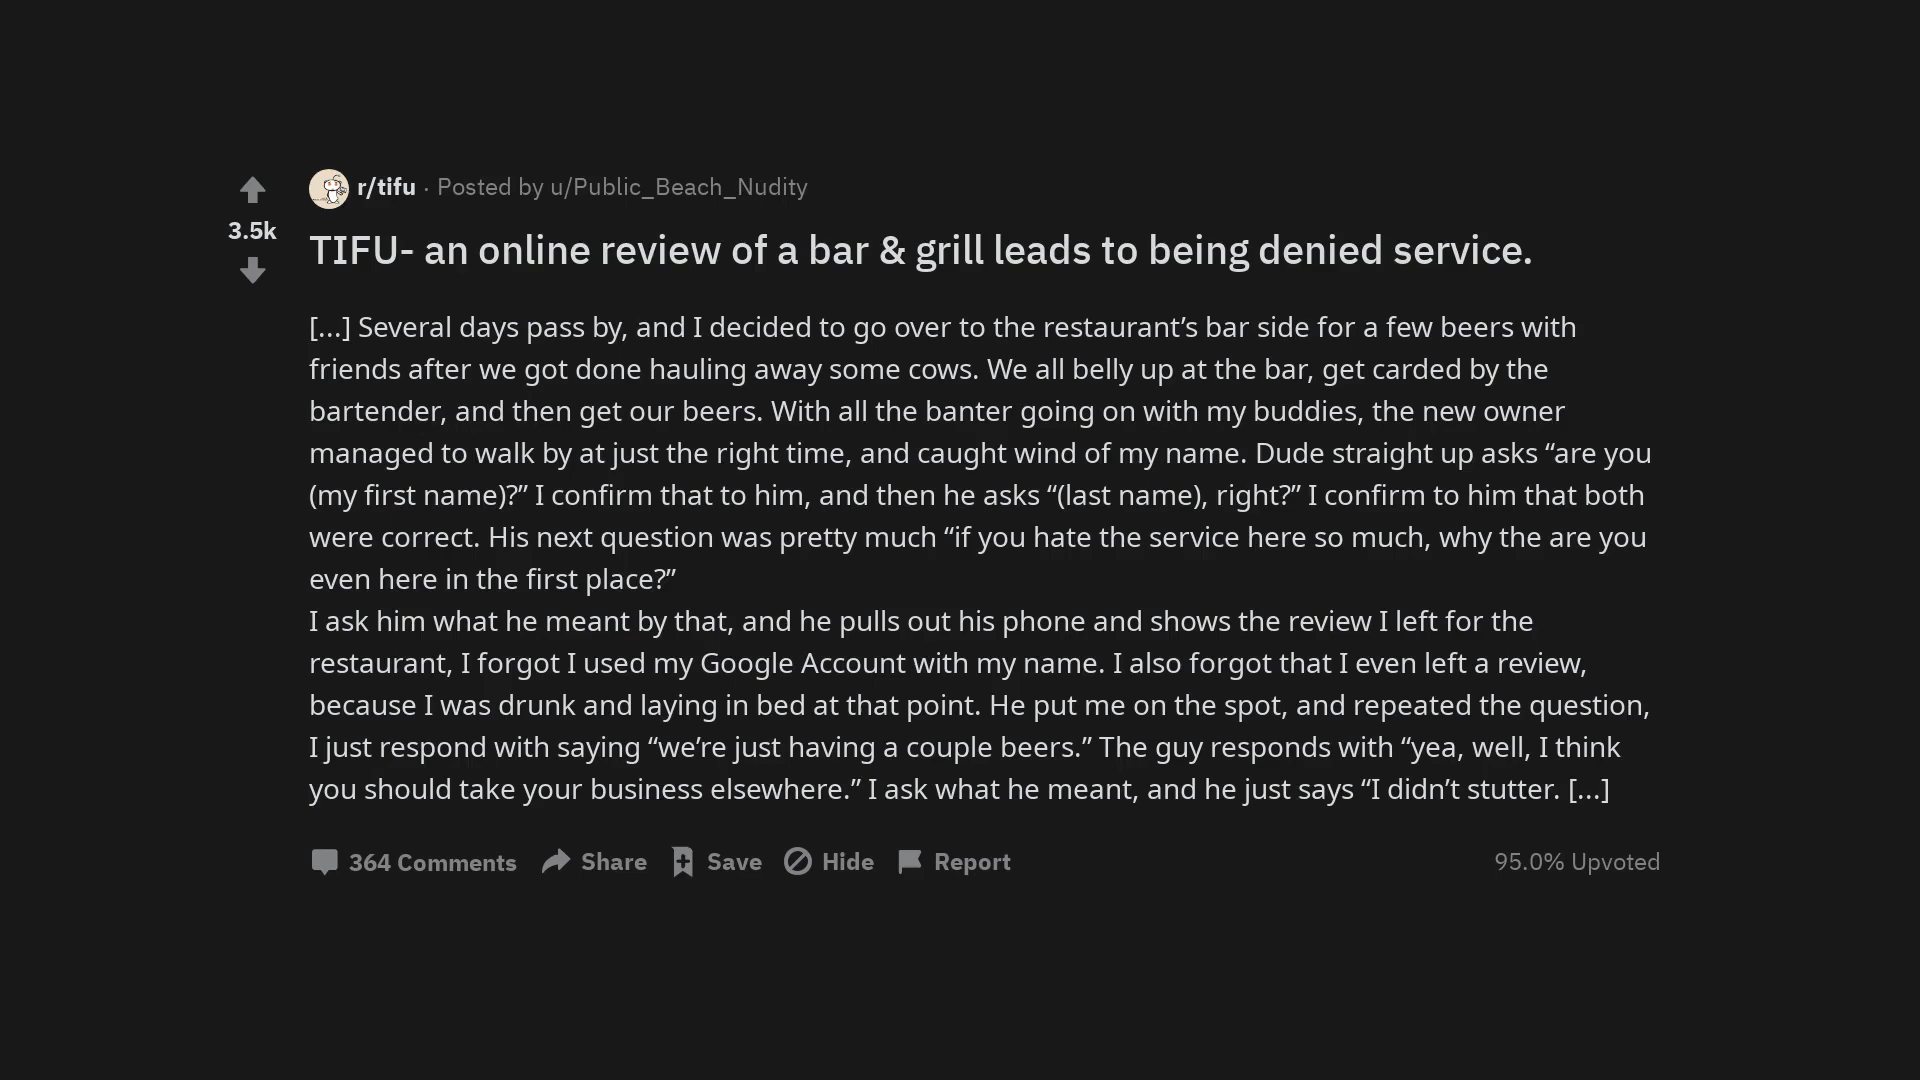 r/tifu · Posted by u/Public_Beach_Nudity
3.5k
TIFU- an online review of a bar & grill leads to being denied service.
[...] Several days pass by, and I decided to go over to the restaurant’s bar side for a few beers with
friends after we got done hauling away some cows. We all belly up at the bar, get carded by the
bartender, and then get our beers. With all the banter going on with my buddies, the new owner
managed to walk by at just the right time, and caught wind of my name. Dude straight up asks “are you
(my first name)?” I confirm that to him, and then he asks “(last name), right?” I confirm to him that both
were correct. His next question was pretty much “if you hate the service here so much, why the are you
even here in the first place?”
I ask him what he meant by that, and he pulls out his phone and shows the review I left for the
restaurant, I forgot I used my Google Account with my name. I also forgot that I even left a review,
because I was drunk and laying in bed at that point. He put me on the spot, and repeated the question,
I just respond with saying “we’re just having a couple beers.” The guy responds with “yea, well, I think
you should take your business elsewhere.” I ask what he meant, and he just says “I didn’t stutter. [...]
364 Comments Share Save Hide Report 95.0% Upvoted